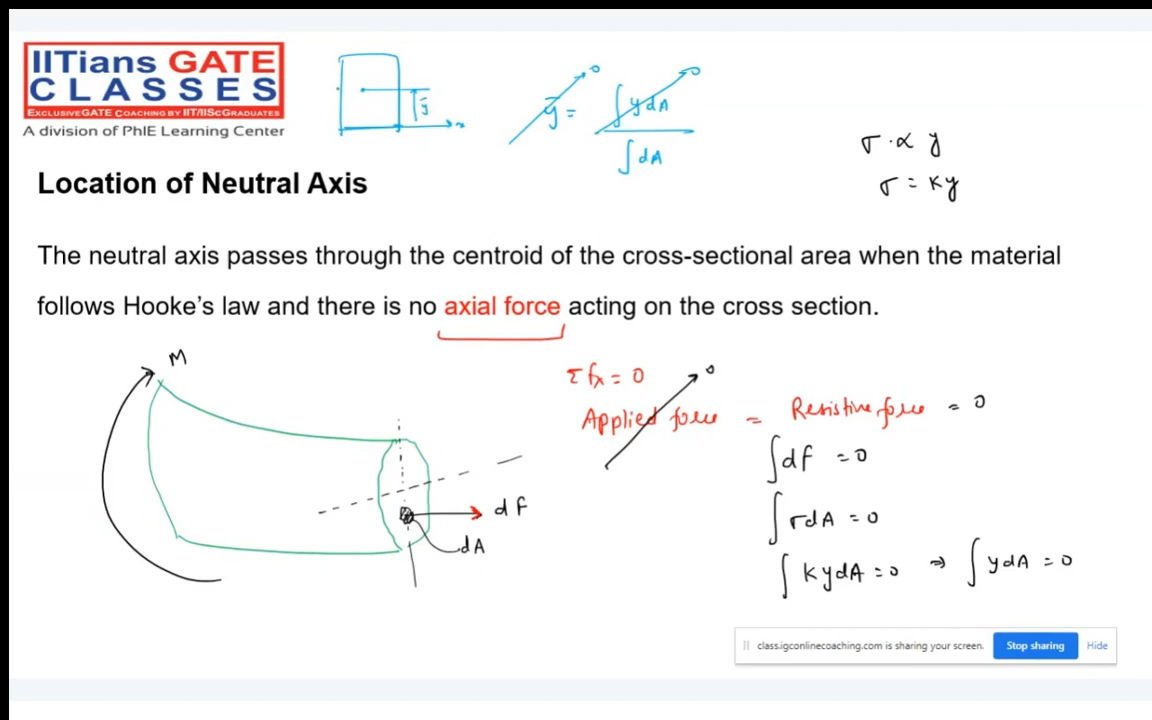 IITians GATE
CLASSES
EXCLUSIVE GATE COACHING BY IIT/IISc GRADUATES
A division of PhIE Learning Center
ȳ
x
ȳ = ∫ydA / ∫dA
0
0
σ ∝ y
σ = ky
Location of Neutral Axis
The neutral axis passes through the centroid of the cross-sectional area when the material
follows Hooke's law and there is no axial force acting on the cross section.
M
Σfx = 0
0
Applied force = Resistive force = 0
∫df = 0
dF
∫σdA = 0
dA
∫kydA = 0 ⇒ ∫ydA = 0
class.igconlinecoaching.com is sharing your screen.
Stop sharing
Hide